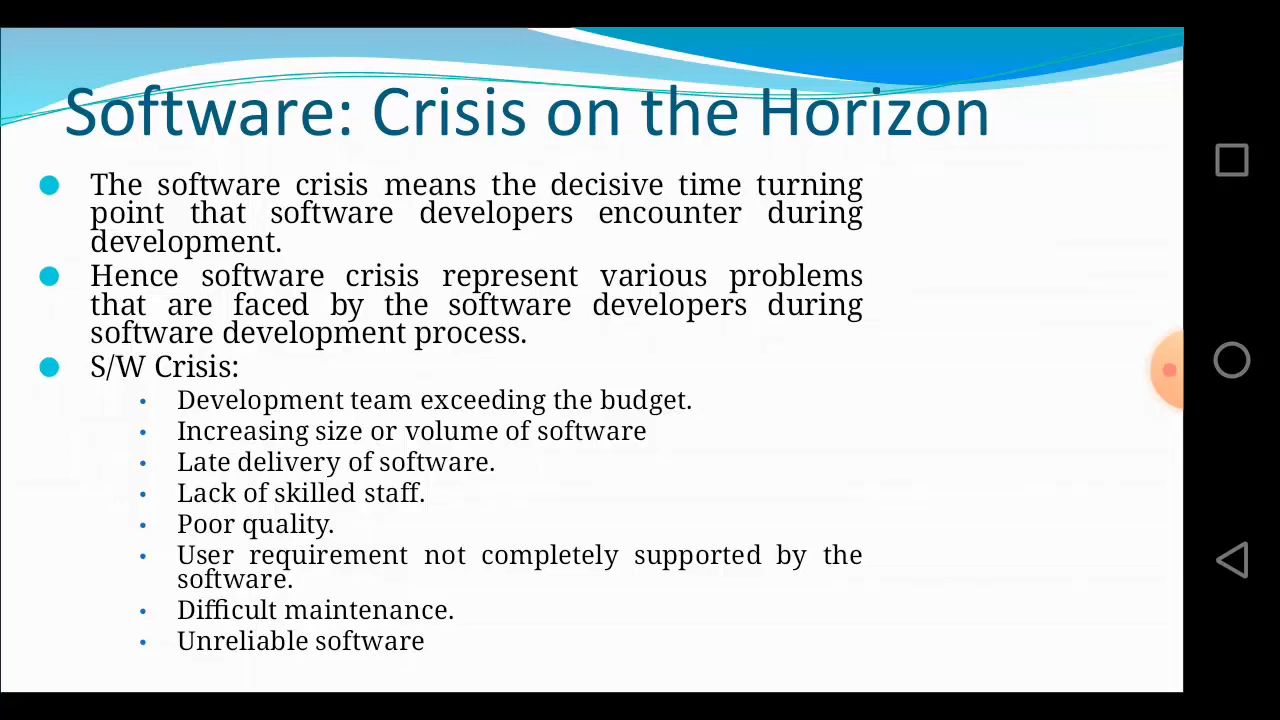 Software: Crisis on the Horizon
The software crisis means the decisive time turning
point that software developers encounter during
development.
Hence software crisis represent various problems
that are faced by the software developers during
software development process.
S/W Crisis:
Development team exceeding the budget.
Increasing size or volume of software
Late delivery of software.
Lack of skilled staff.
Poor quality.
User requirement not completely supported by the
software.
Difficult maintenance.
Unreliable software